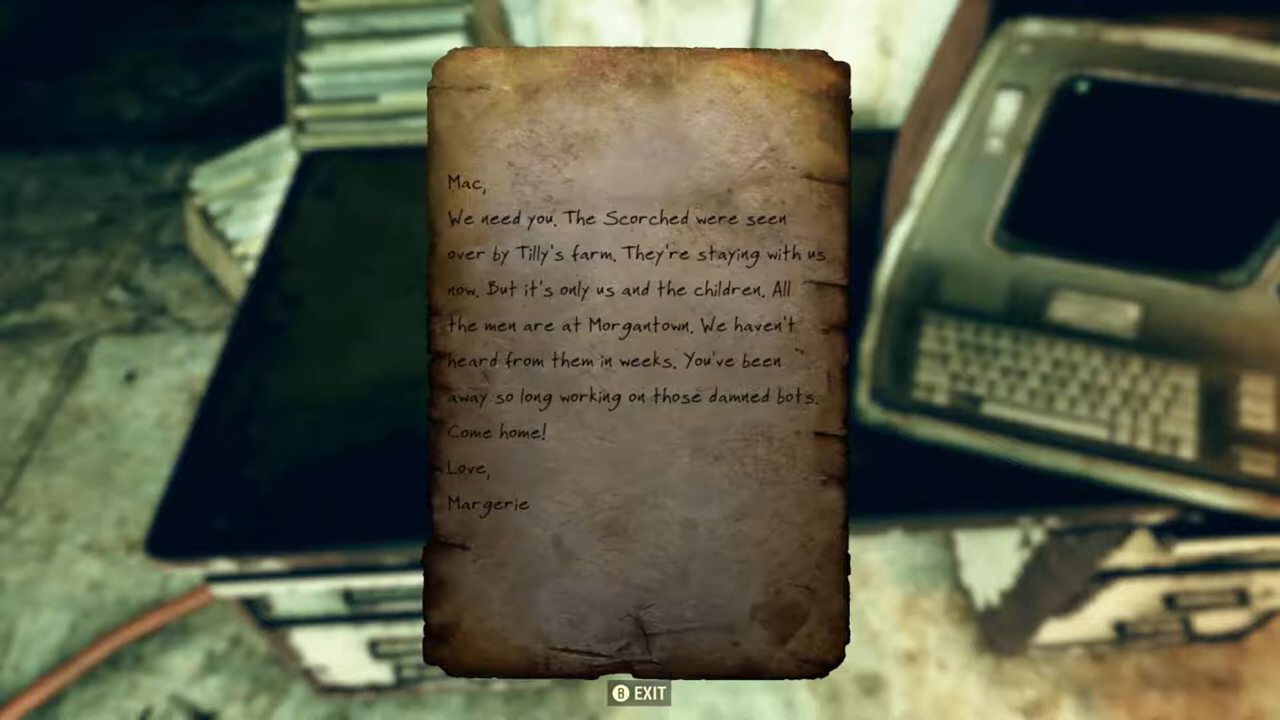 Mac,
We need you. The Scorched were seen
over by Tilly's farm. They're staying with us
now. But it's only us and the children. All
the men are at Morgantown. We haven't
heard from them in weeks. You've been
away so long working on those damned bots.
Come home!
Love,
Margerie
B EXIT